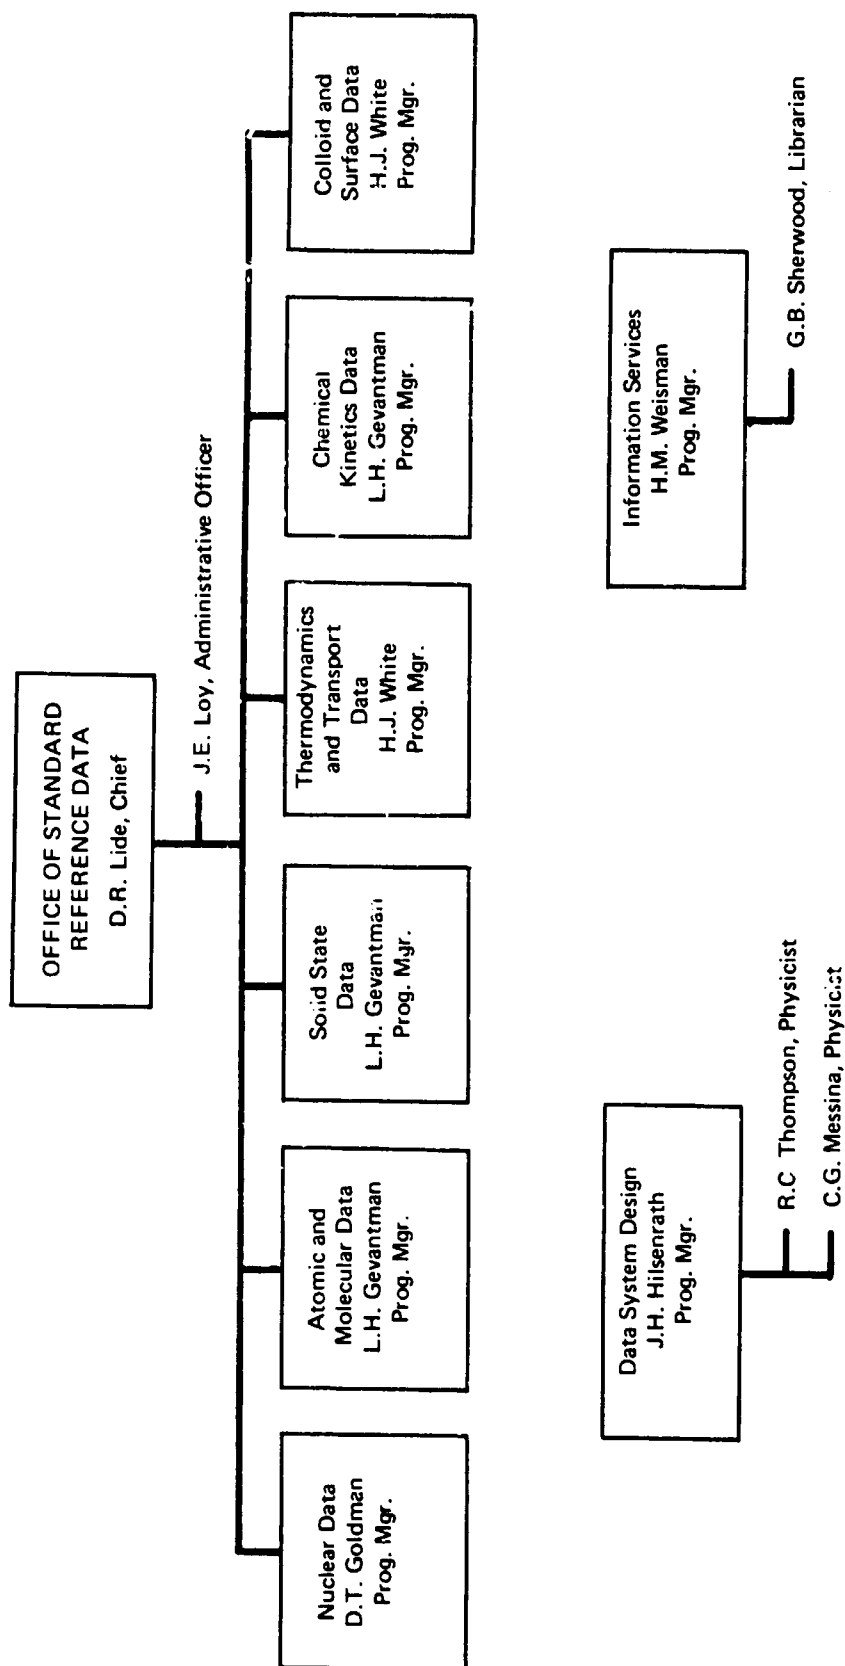 OFFICE OF STANDARD
REFERENCE DATA
D.R. Lide, Chief
J.E. Loy, Administrative Officer
Nuclear Data
D.T. Goldman
Prog. Mgr.
Atomic and
Molecular Data
L.H. Gevantman
Prog. Mgr.
Solid State
Data
L.H. Gevantman
Prog. Mgr.
Thermodynamics
and Transport
Data
H.J. White
Prog. Mgr.
Chemical
Kinetics Data
L.H. Gevantman
Prog. Mgr.
Colloid and
Surface Data
H.J. White
Prog. Mgr.
Data System Design
J.H. Hilsenrath
Prog. Mgr.
R.C Thompson, Physicist
C.G. Messina, Physicist
Information Services
H.M. Weisman
Prog. Mgr.
G.B. Sherwood, Librarian